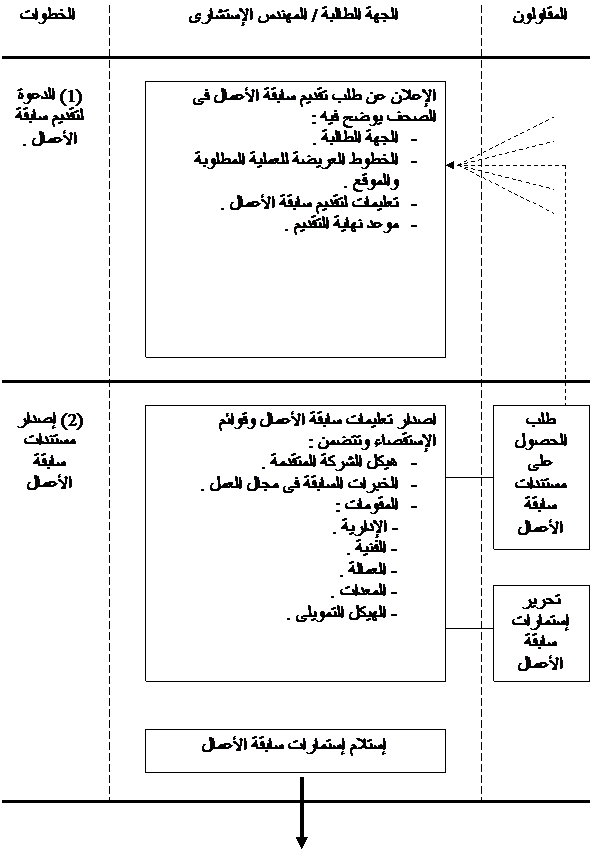 الخطوات
الجهة الطالبة / المهندس الإستشارى
المقاولون
(1) الدعوة
لتقديم سابقة
الأعمال .
الإعلان عن طلب تقديم سابقة الأعمال فى
الصحف يوضح فيه :
- الجهة الطالبة .
- الخطوط العريضة للعملية المطلوبة
والموقع .
- تعليمات لتقديم سابقة الأعمال .
- موعد نهاية التقديم .
(2) إصدار
مستندات
سابقة
الأعمال
اصدار تعليمات سابقة الأعمال وقوائم
الإستقصاء وتتضمن :
- هيكل الشركة المتقدمة .
- الخبرات السابقة فى مجال العمل .
- المقومات :
- الإدارية .
- الفنية .
- العمالة .
- المعدات .
- الهيكل التمويلى .
طلب
الحصول
على
مستندات
سابقة
الأعمال
تحرير
إستمارات
سابقة
الأعمال
إستلام إستمارات سابقة الأعمال